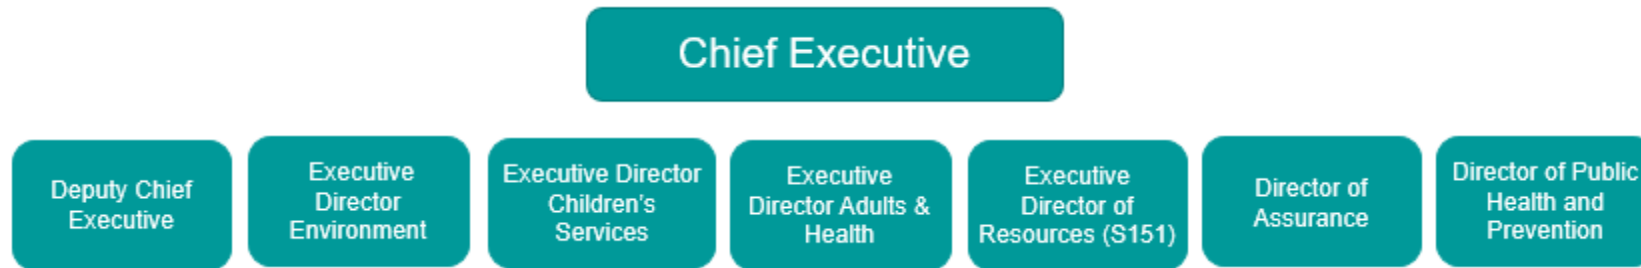 Chief Executive
Deputy Chief
Executive
Executive
Director
Environment
Executive Director
Children's
Services
Executive
Director Adults &
Health
Executive
Director of
Resources (S151)
Director of
Assurance
Director of Public
Health and
Prevention